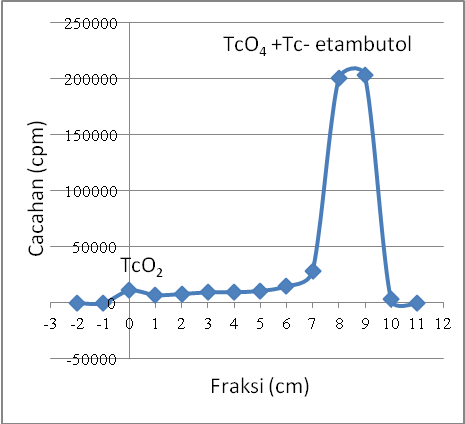 250000
TcO₄ +Tc- etambutol
200000
150000
100000
50000
TcO₂
0
-3 -2 -1 0 1 2 3 4 5 6 7 8 9 10 11 12
-50000
Cacahan (cpm)
Fraksi (cm)